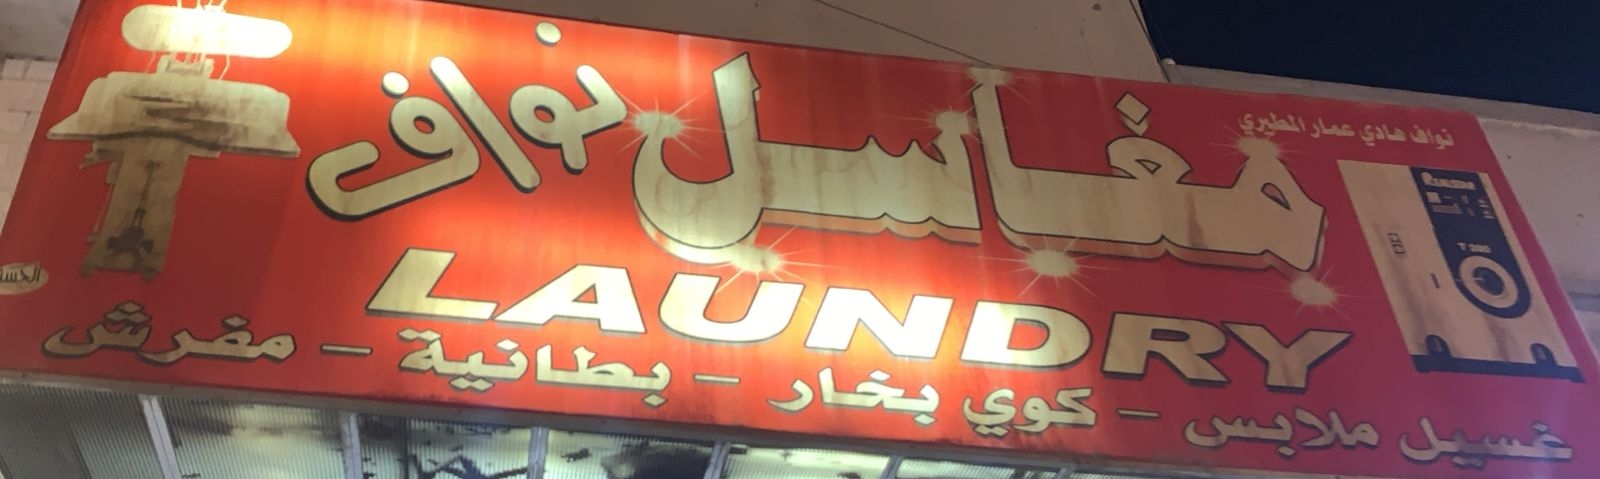 نواف هادي عمار المطيري
مغاسل نواف
LAUNDRY
غسيل ملابس - كوي بخار - بطانية - مفرش